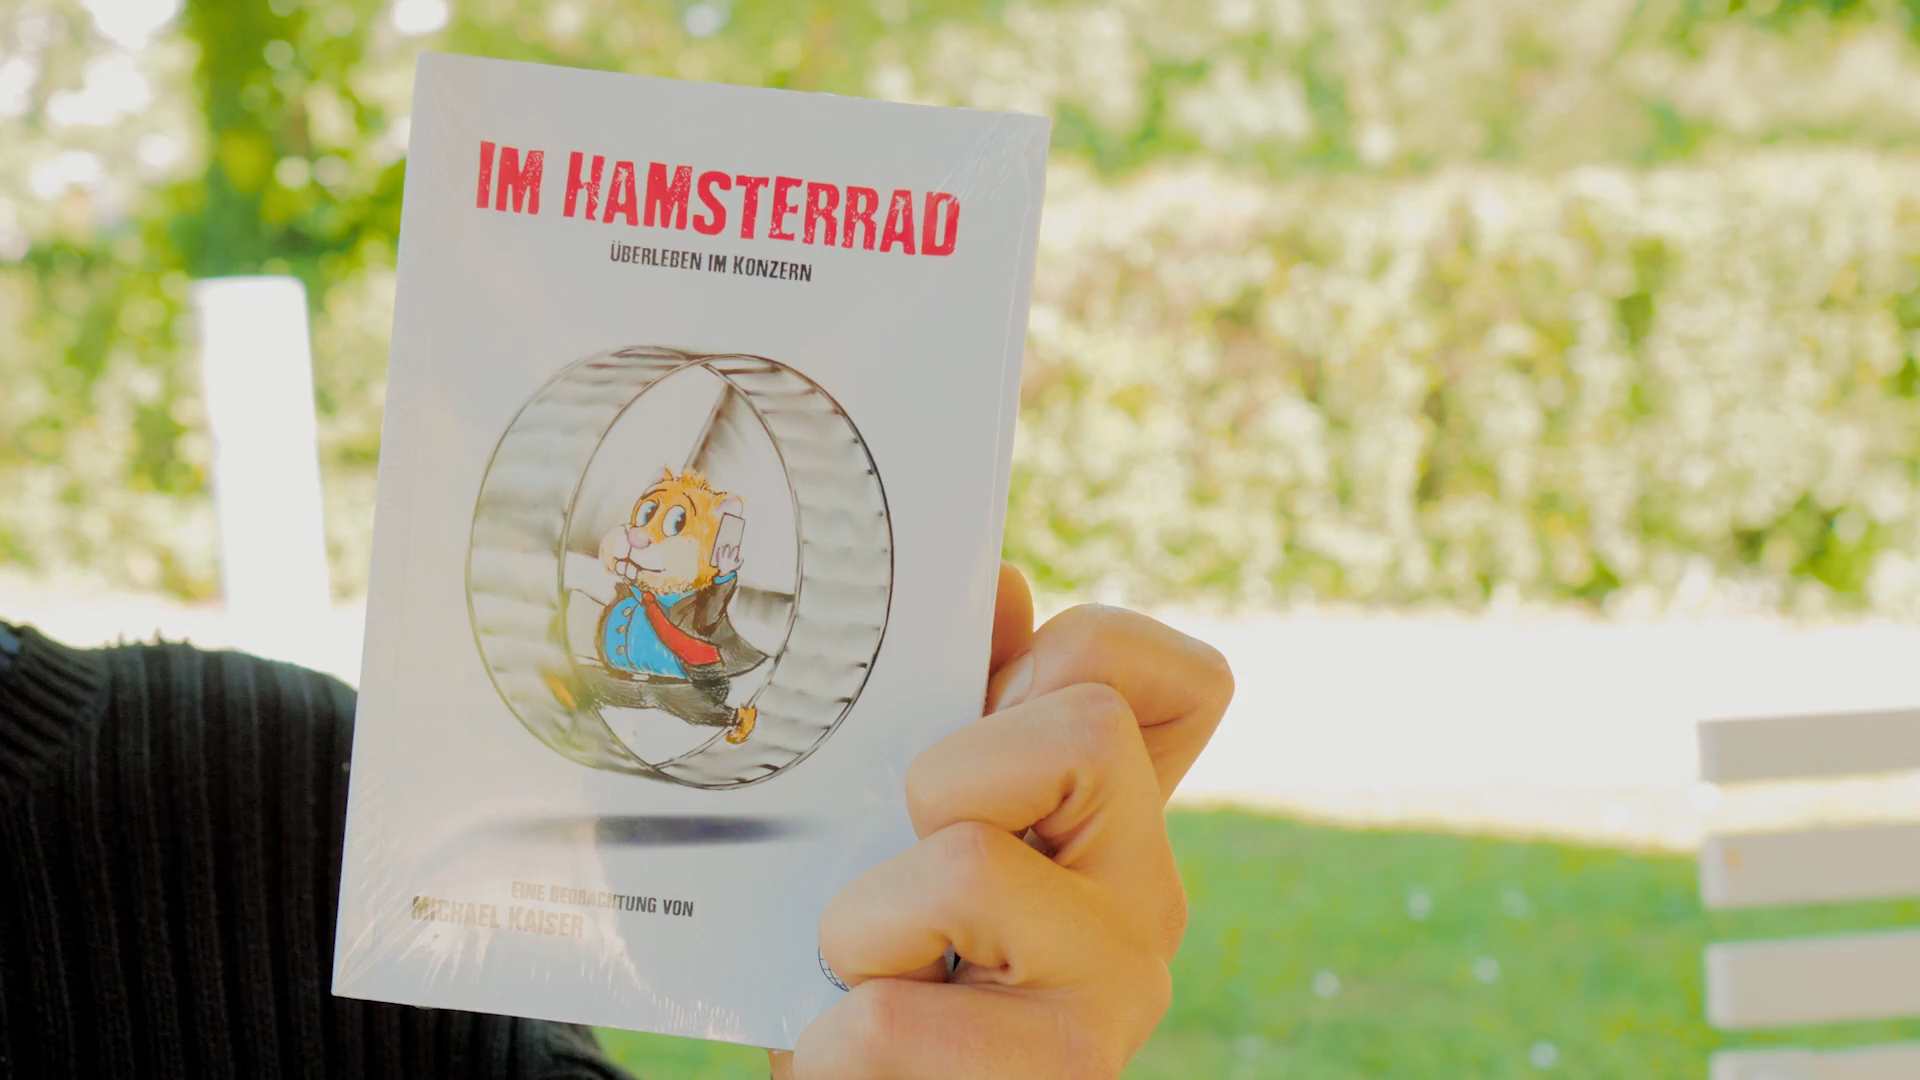 IM HAMSTERRAD
ÜBERLEBEN IM KONZERN
EINE BEOBACHTUNG VON
MICHAEL KAISER